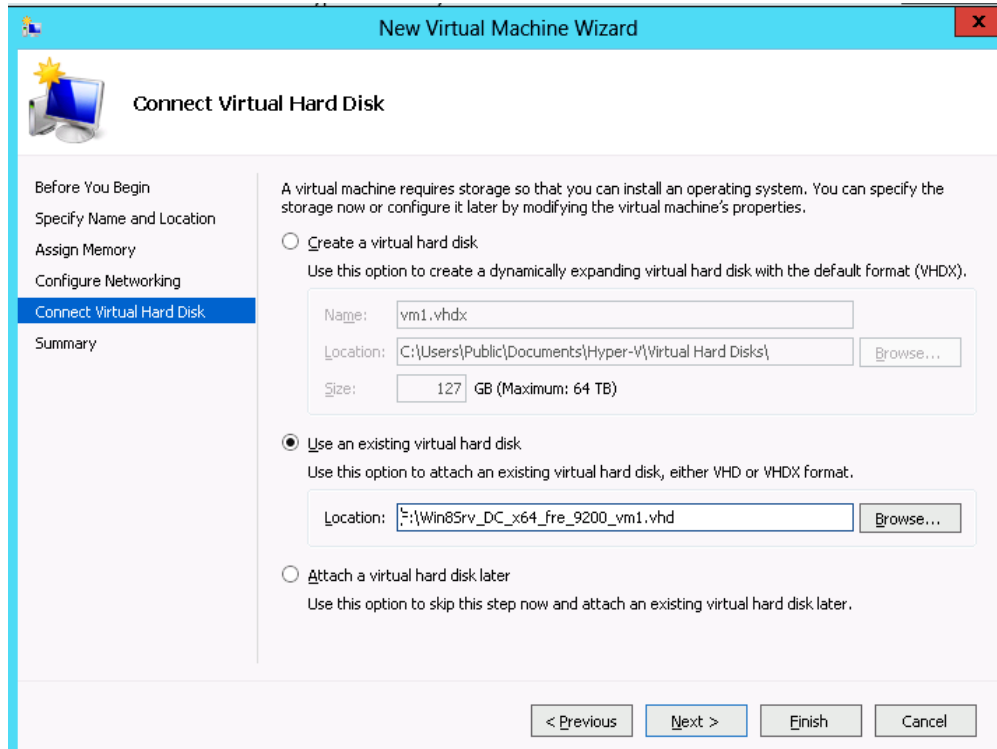 New Virtual Machine Wizard
X
Connect Virtual Hard Disk
Before You Begin
Specify Name and Location
Assign Memory
Configure Networking
Connect Virtual Hard Disk
Summary
A virtual machine requires storage so that you can install an operating system. You can specify the
storage now or configure it later by modifying the virtual machine's properties.
Create a virtual hard disk
Use this option to create a dynamically expanding virtual hard disk with the default format (VHDX).
Name: vm1.vhdx
Location: C:\Users\Public\Documents\Hyper-V\Virtual Hard Disks\ Browse...
Size: 127 GB (Maximum: 64 TB)
Use an existing virtual hard disk
Use this option to attach an existing virtual hard disk, either VHD or VHDX format.
Location: F:\Win8Srv_DC_x64_fre_9200_vm1.vhd Browse...
Attach a virtual hard disk later
Use this option to skip this step now and attach an existing virtual hard disk later.
< Previous Next > Finish Cancel